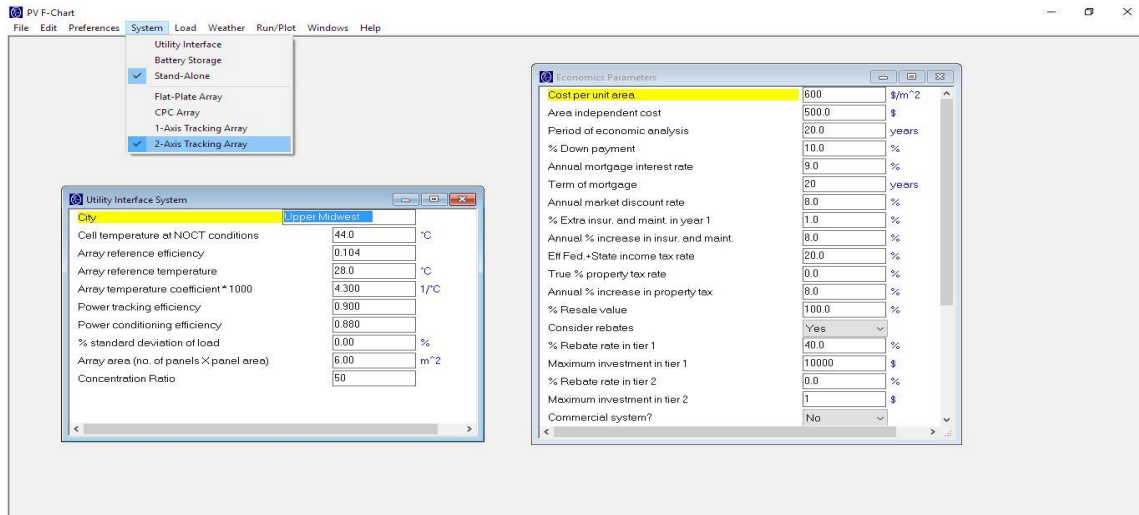 PV F-Chart
File Edit Preferences System Load Weather Run/Plot Windows Help
Utility Interface
Battery Storage
Stand-Alone
Flat-Plate Array
CPC Array
1-Axis Tracking Array
2-Axis Tracking Array
Utility Interface System
City Upper Midwest
Cell temperature at NOCT conditions 44.0 °C
Array reference efficiency 0.104
Array reference temperature 28.0 °C
Array temperature coefficient * 1000 4.300 1/°C
Power tracking efficiency 0.900
Power conditioning efficiency 0.880
% standard deviation of load 0.00 %
Array area (no. of panels X panel area) 6.00 m^2
Concentration Ratio 50
Economics Parameters
Cost per unit area 600 $/m^2
Area independent cost 500.0 $
Period of economic analysis 20.0 years
% Down payment 10.0 %
Annual mortgage interest rate 9.0 %
Term of mortgage 20 years
Annual market discount rate 8.0 %
% Extra insur. and maint. in year 1 1.0 %
Annual % increase in insur. and maint. 8.0 %
Eff Fed.+State income tax rate 20.0 %
True % property tax rate 0.0 %
Annual % increase in property tax 8.0 %
% Resale value 100.0 %
Consider rebates Yes
% Rebate rate in tier 1 40.0 %
Maximum investment in tier 1 10000 $
% Rebate rate in tier 2 0.0 %
Maximum investment in tier 2 1 $
Commercial system? No